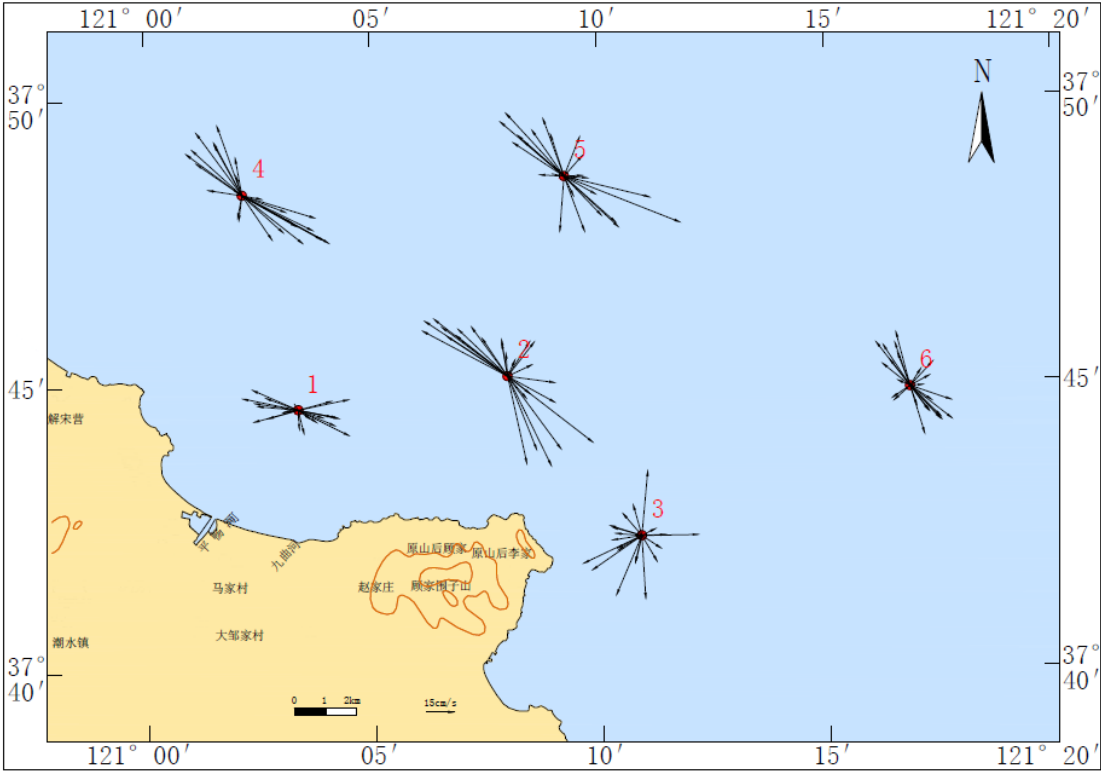 121° 00′ 05′ 10′ 15′ 121° 20′
N
37° 50′
37° 50′
4
5
2
6
1
45′
45′
解宋营
3
平畅河
九曲河
原山后顾家
原山后李家
马家村
赵家庄
顾家围子山
大邹家村
潮水镇
37° 40′
37° 40′
0 1 2km
15cm/s
121° 00′ 05′ 10′ 15′ 121° 20′